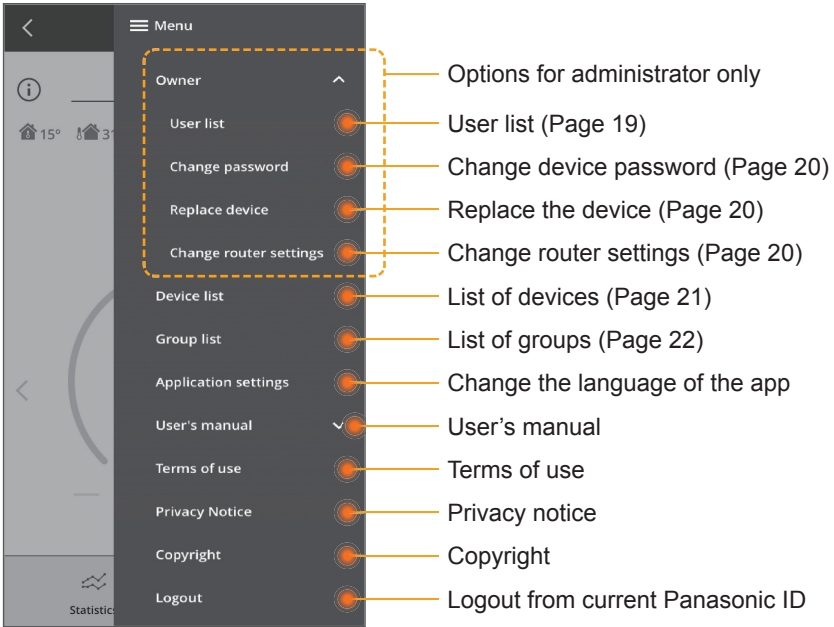 Menu
Owner
Options for administrator only
User list
User list (Page 19)
Change password
Change device password (Page 20)
Replace device
Replace the device (Page 20)
Change router settings
Change router settings (Page 20)
Device list
List of devices (Page 21)
Group list
List of groups (Page 22)
Application settings
Change the language of the app
User's manual
User’s manual
Terms of use
Terms of use
Privacy Notice
Privacy notice
Copyright
Copyright
Logout
Logout from current Panasonic ID
15°